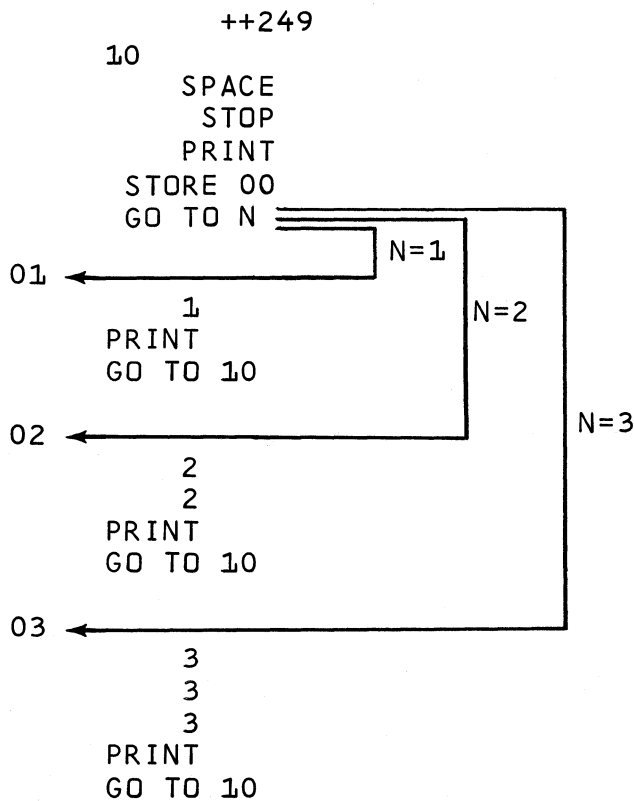 ++249
10
SPACE
STOP
PRINT
STORE 00
GO TO N
N=1
01
1
N=2
PRINT
GO TO 10
N=3
02
2
2
PRINT
GO TO 10
03
3
3
3
PRINT
GO TO 10